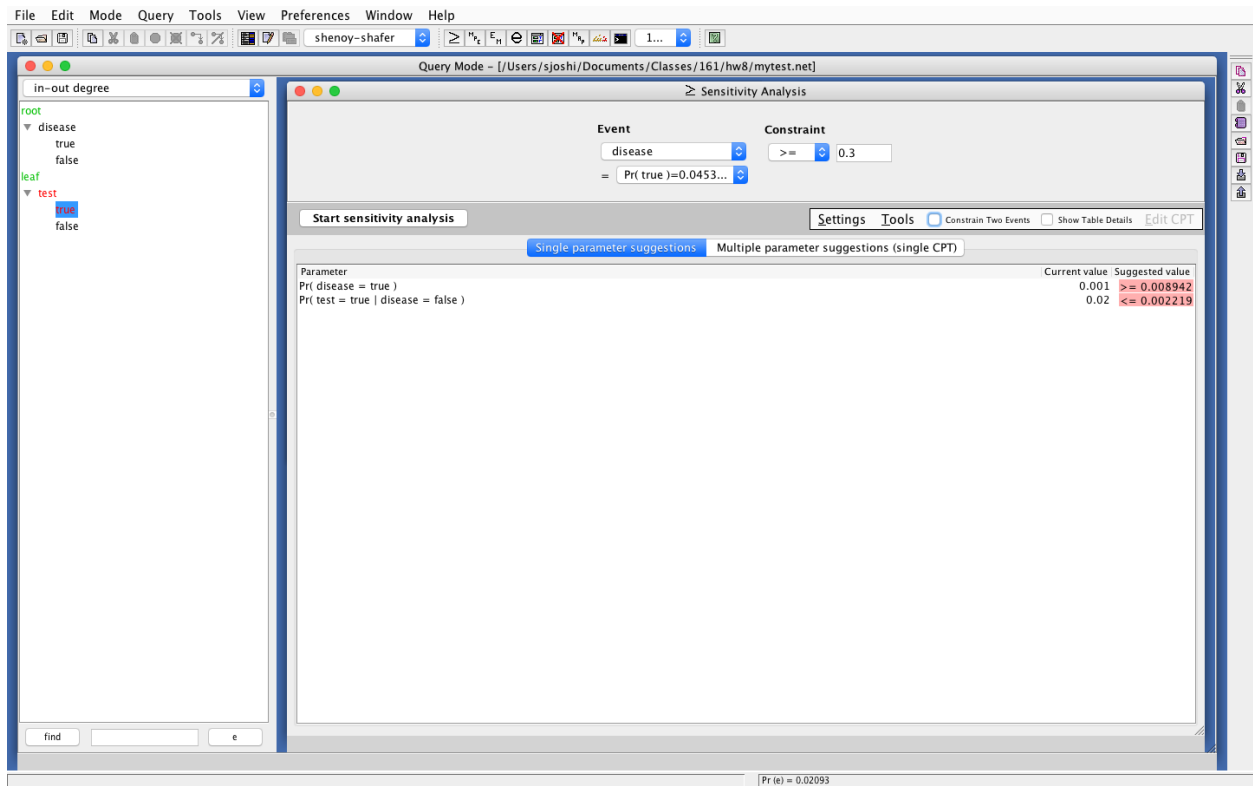 File Edit Mode Query Tools View Preferences Window Help
shenoy-shafer 1...
Query Mode – [/Users/sjoshi/Documents/Classes/161/hw8/mytest.net]
in-out degree
root
disease
true
false
leaf
test
true
false
find e
≥ Sensitivity Analysis
Event Constraint
disease >= 0.3
= Pr( true )=0.0453...
Start sensitivity analysis Settings Tools Constrain Two Events Show Table Details Edit CPT
Single parameter suggestions Multiple parameter suggestions (single CPT)
Parameter Current value Suggested value
Pr( disease = true ) 0.001 >= 0.008942
Pr( test = true | disease = false ) 0.02 <= 0.002219
Pr (e) = 0.02093